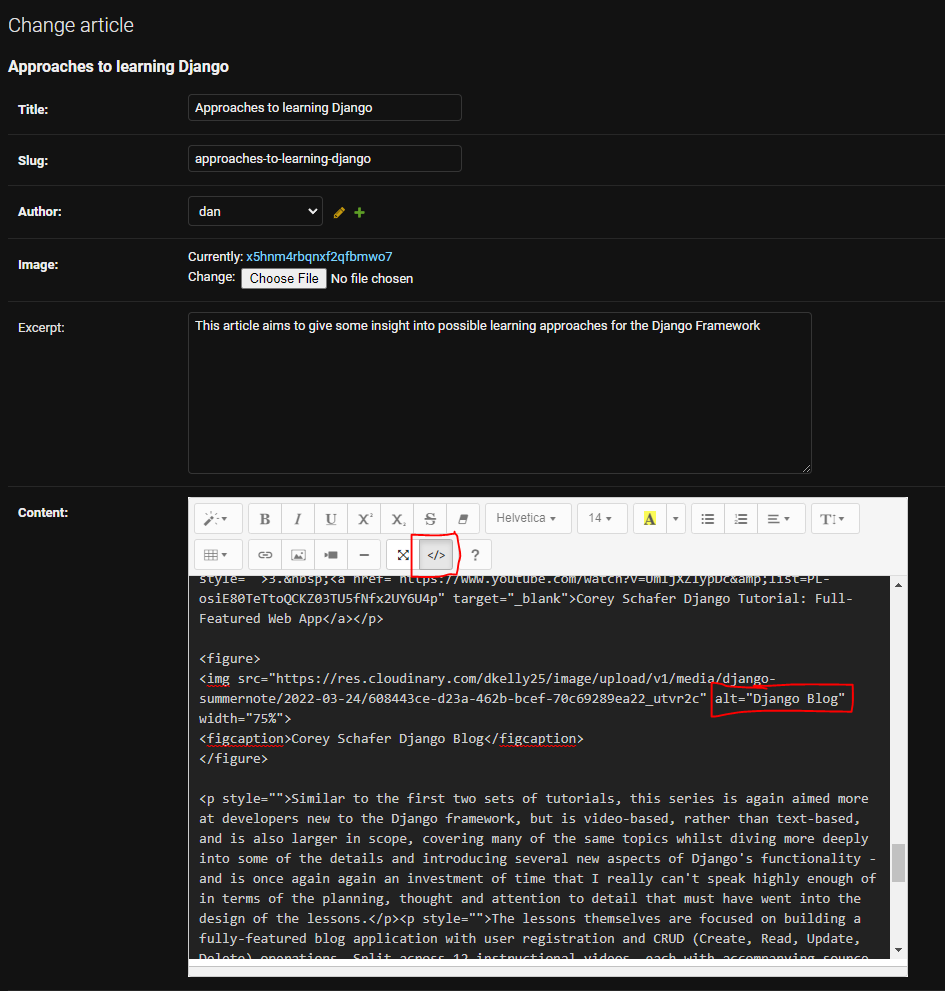 Change article
Approaches to learning Django
Title: Approaches to learning Django
Slug: approaches-to-learning-django
Author: dan
Image: Currently: x5hnm4rbqnxf2qfbmwo7
Change: Choose File No file chosen
Excerpt: This article aims to give some insight into possible learning approaches for the Django Framework
Content:
B I U X² X₂ S Helvetica 14 A T
</> ?
style="">3.&nbsp;<a href="https://www.youtube.com/watch?v=UmljXZIypDc&amp;list=PL-
osiE80TeTtoQCKZ03TU5fNfx2UY6U4p" target="_blank">Corey Schafer Django Tutorial: Full-
Featured Web App</a></p>
<figure>
<img src="https://res.cloudinary.com/dkelly25/image/upload/v1/media/django-
summernote/2022-03-24/608443ce-d23a-462b-bcef-70c69289ea22_utvr2c" alt="Django Blog"
width="75%">
<figcaption>Corey Schafer Django Blog</figcaption>
</figure>
<p style="">Similar to the first two sets of tutorials, this series is again aimed more
at developers new to the Django framework, but is video-based, rather than text-based,
and is also larger in scope, covering many of the same topics whilst diving more deeply
into some of the details and introducing several new aspects of Django's functionality -
and is once again again an investment of time that I really can't speak highly enough of
in terms of the planning, thought and attention to detail that must have went into the
design of the lessons.</p><p style="">The lessons themselves are focused on building a
fully-featured blog application with user registration and CRUD (Create, Read, Update,
Delete) operations. Split across 12 instructional videos, each with accompanying source